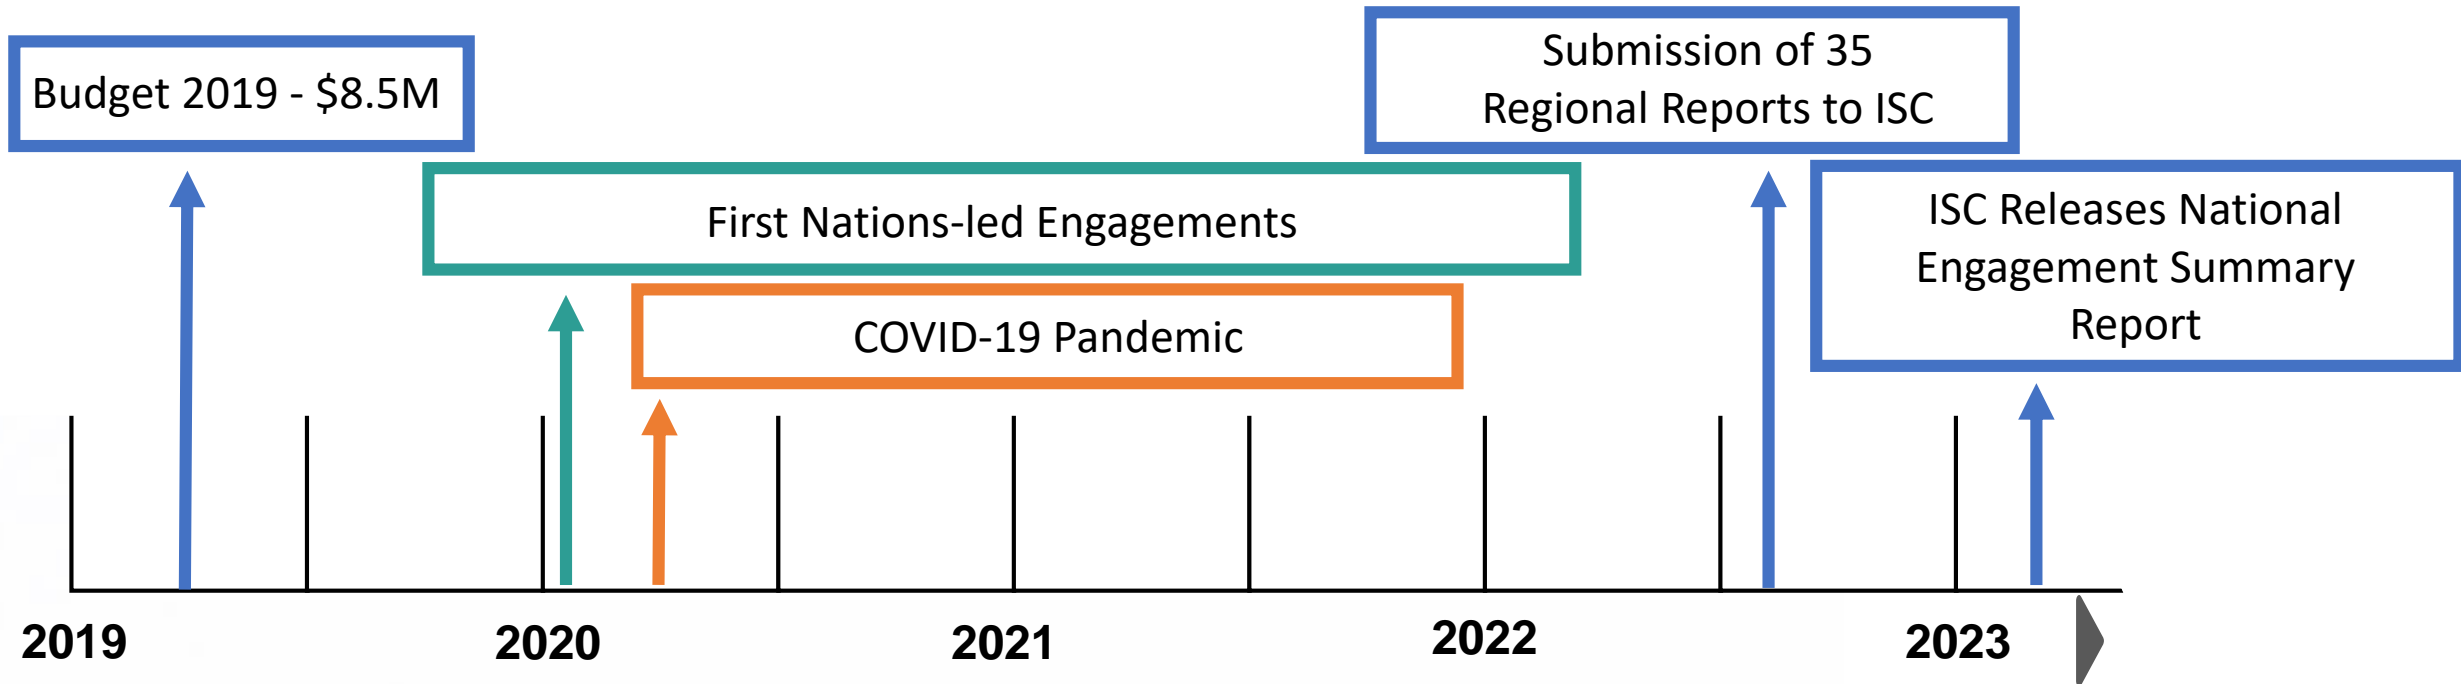 Budget 2019 - $8.5M
Submission of 35
Regional Reports to ISC
First Nations-led Engagements
ISC Releases National
Engagement Summary
Report
COVID-19 Pandemic
2019
2020
2021
2022
2023